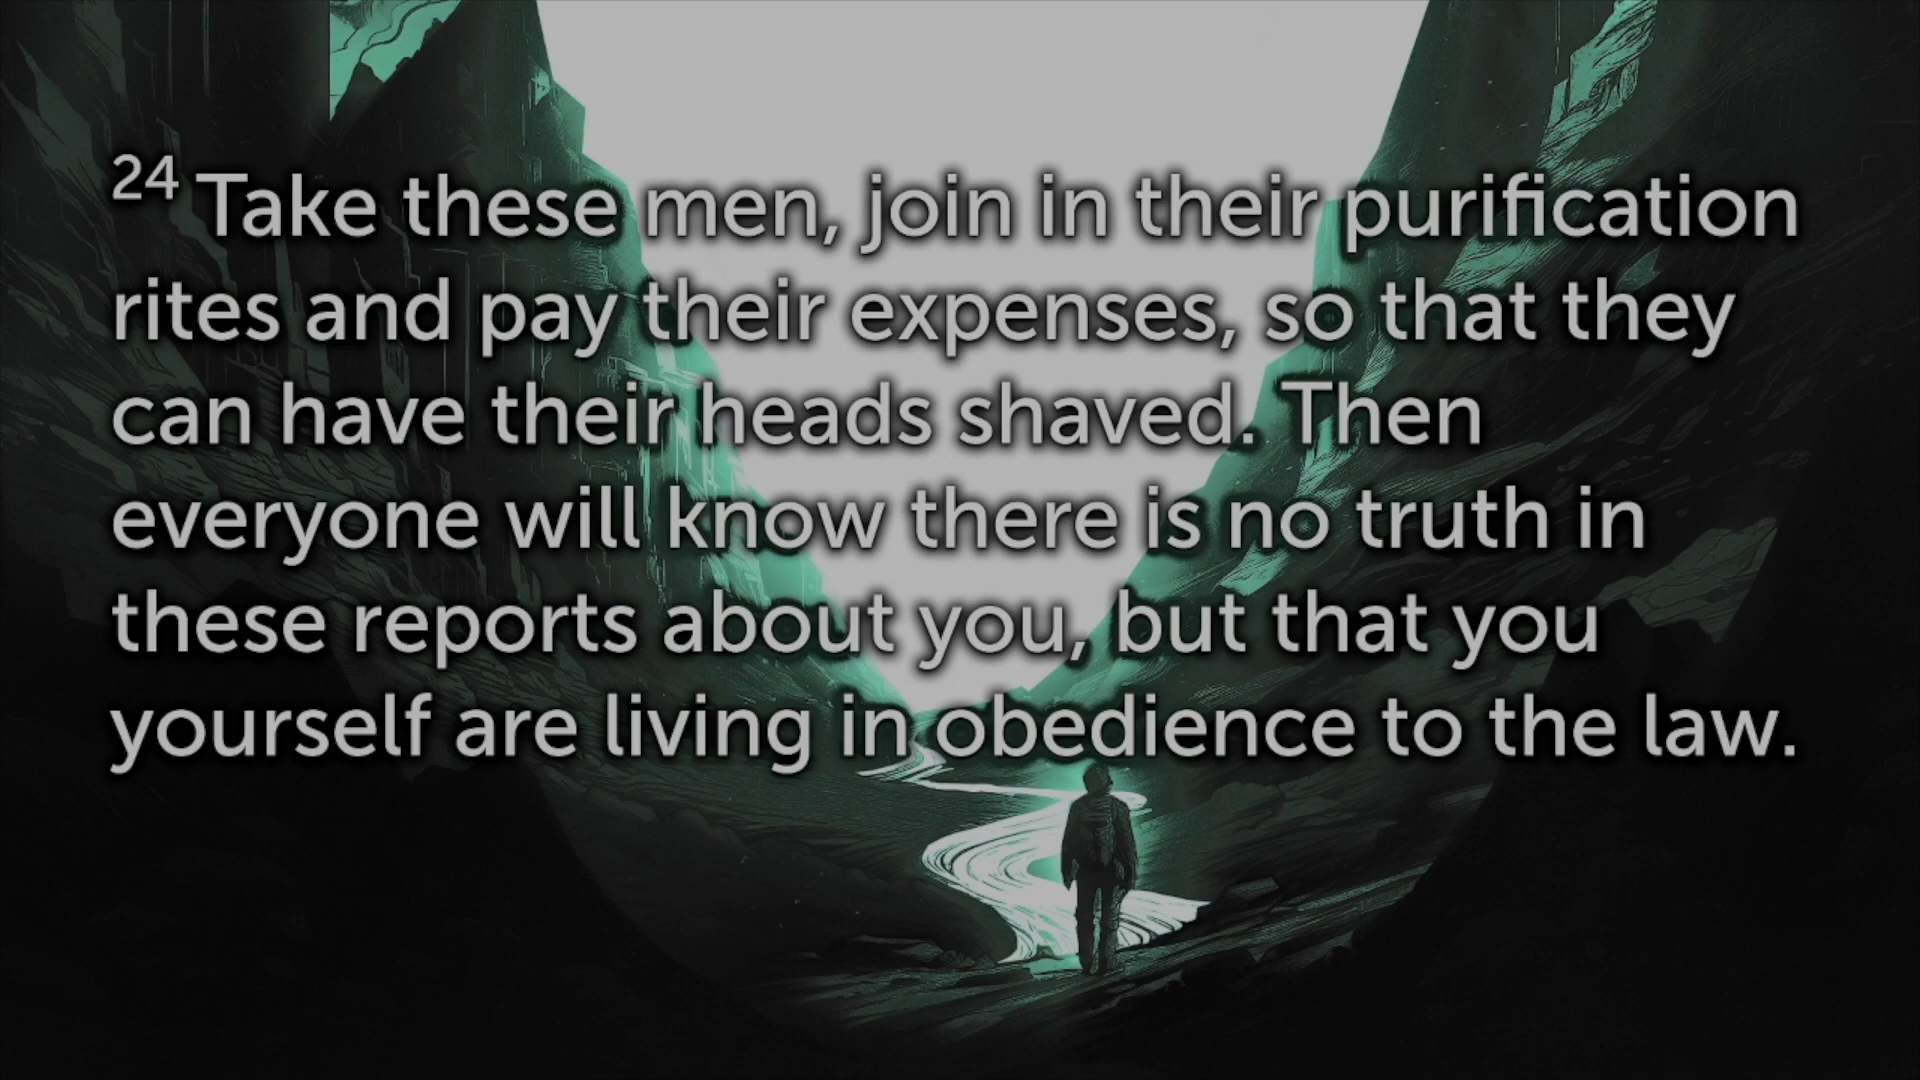 24 Take these men, join in their purification
rites and pay their expenses, so that they
can have their heads shaved. Then
everyone will know there is no truth in
these reports about you, but that you
yourself are living in obedience to the law.